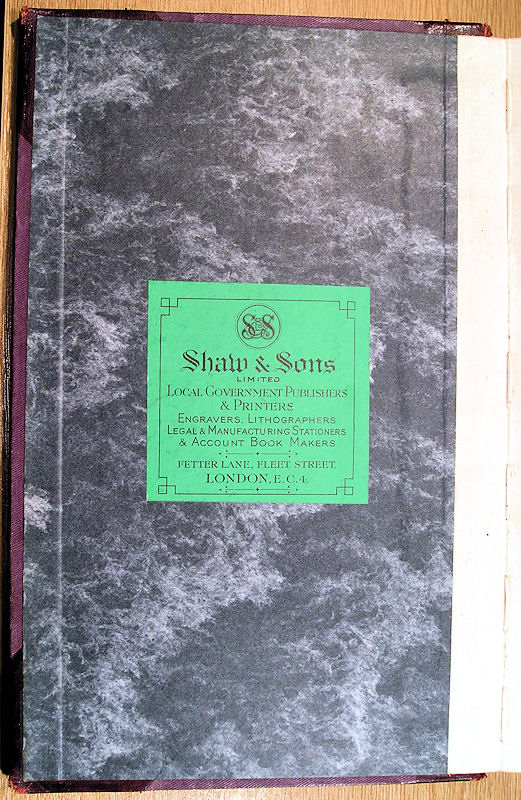 Shaw & Sons
LIMITED
LOCAL GOVERNMENT PUBLISHERS
& PRINTERS
ENGRAVERS, LITHOGRAPHERS
LEGAL & MANUFACTURING STATIONERS
& ACCOUNT BOOK MAKERS
FETTER LANE, FLEET STREET.
LONDON, E.C.4.